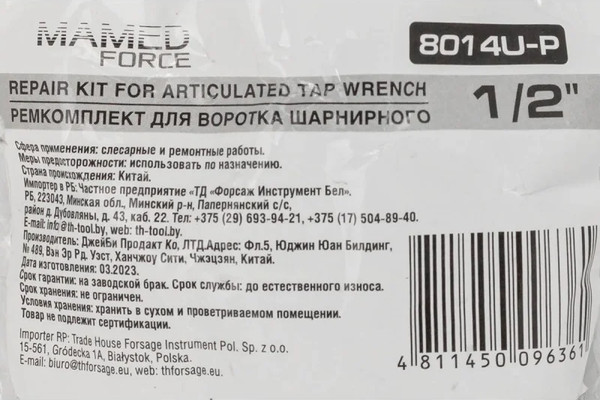 MAMED
FORCE
8014U-P
REPAIR KIT FOR ARTICULATED TAP WRENCH
РЕМКОМПЛЕКТ ДЛЯ ВОРОТКА ШАРНИРНОГО
1/2"
Сфера применения: слесарные и ремонтные работы.
Меры предосторожности: использовать по назначению.
Страна происхождения: Китай.
Импортер в РБ: Частное предприятие «ТД «Форсаж Инструмент Бел».
РБ, 223043, Минская обл., Минский р-н, Папернянский с/с,
район д. Дубовляны, д. 43, каб. 22. Тел: +375 (29) 693-94-21, +375 (17) 504-89-40.
E-mail: info@th-tool.by, web: th-tool.by
Производитель: ДжейБи Продакт Ко, ЛТД.Адрес: Фл.5, Юджин Юан Билдинг,
№ 489, Вэн Эр Рд. Уэст, Ханчжоу Сити, Чжэцзян, Китай.
Дата изготовления: 03.2023.
Срок гарантии: на заводской брак. Срок службы: до естественного износа.
Срок хранения: не ограничен.
Условия хранения: хранить в сухом и проветриваемом помещении.
Товар не подлежит сертификации.
Importer RP: Trade House Forsage Instrument Pol. Sp. z o.o.
15-561, Gródecka 1A, Białystok, Polska.
E-mail: biuro@thforsage.eu, web: thforsage.eu
4 811450 096361